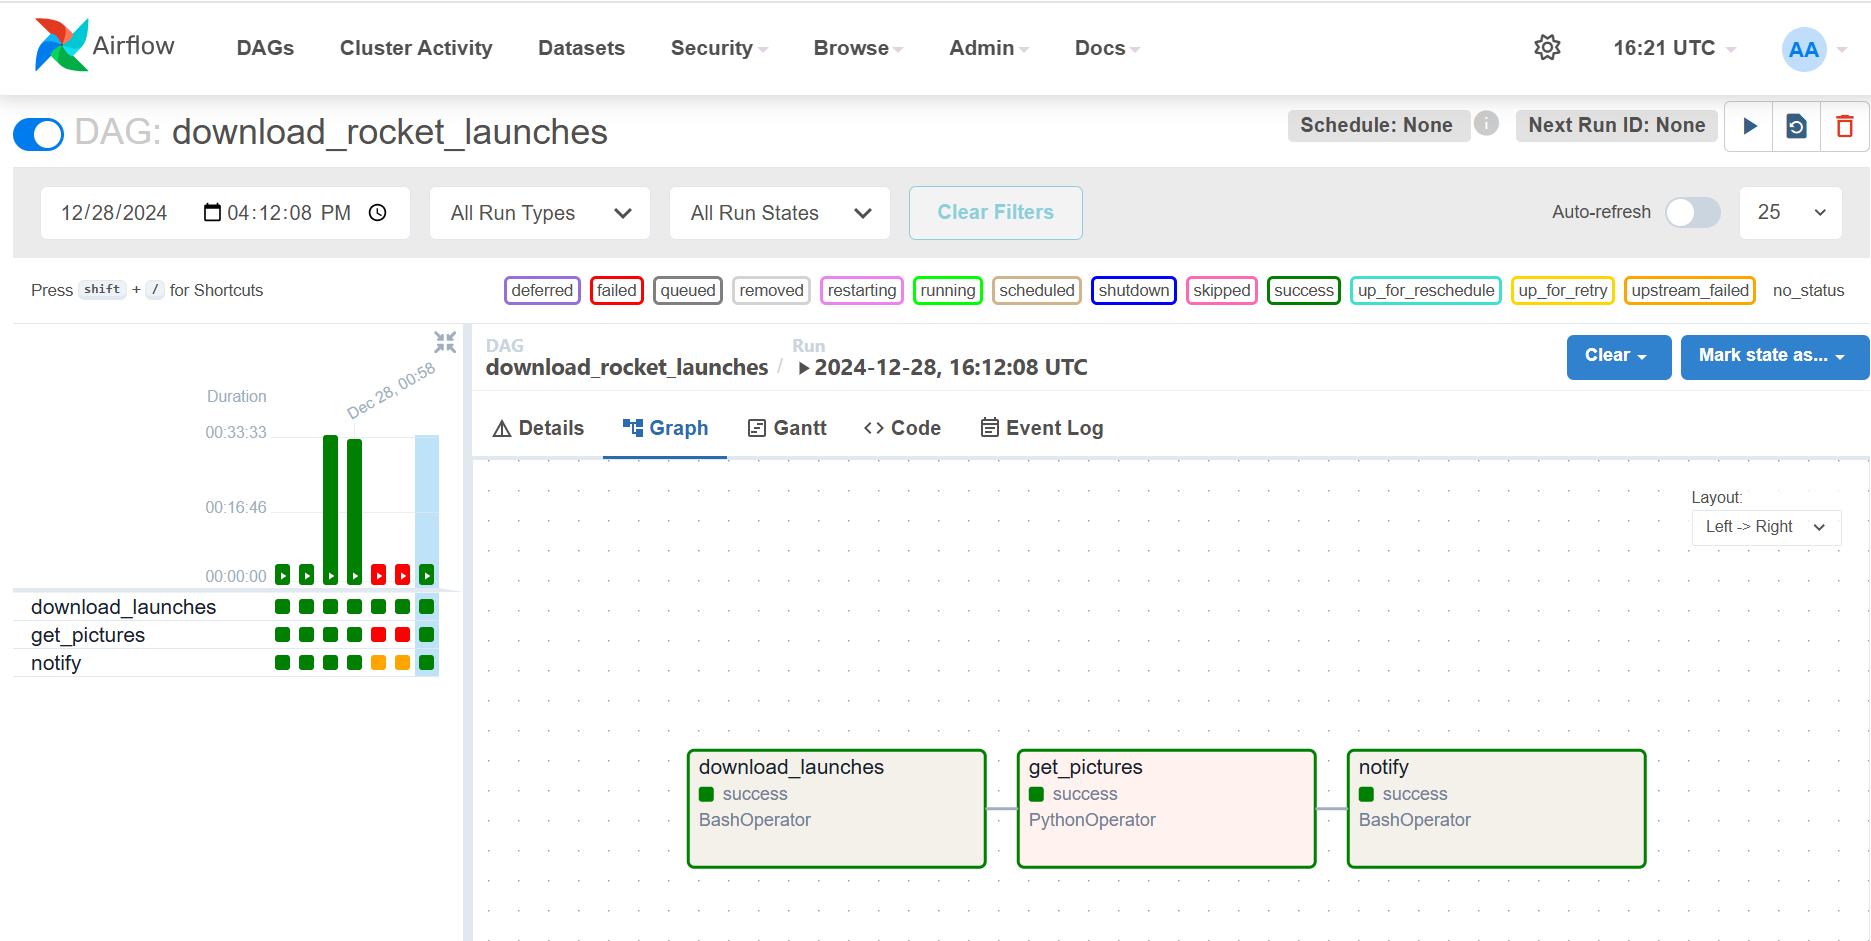 Airflow DAGs Cluster Activity Datasets Security Browse Admin Docs 16:21 UTC AA
DAG: download_rocket_launches Schedule: None i Next Run ID: None
12/28/2024 04:12:08 PM All Run Types All Run States Clear Filters Auto-refresh 25
Press shift + / for Shortcuts deferred failed queued removed restarting running scheduled shutdown skipped success up_for_reschedule up_for_retry upstream_failed no_status
Duration
Dec 28, 00:58
00:33:33
00:16:46
00:00:00
download_launches
get_pictures
notify
DAG Run
download_rocket_launches / 2024-12-28, 16:12:08 UTC
Clear Mark state as...
Details Graph Gantt Code Event Log
Layout:
Left -> Right
download_launches
success
BashOperator
get_pictures
success
PythonOperator
notify
success
BashOperator